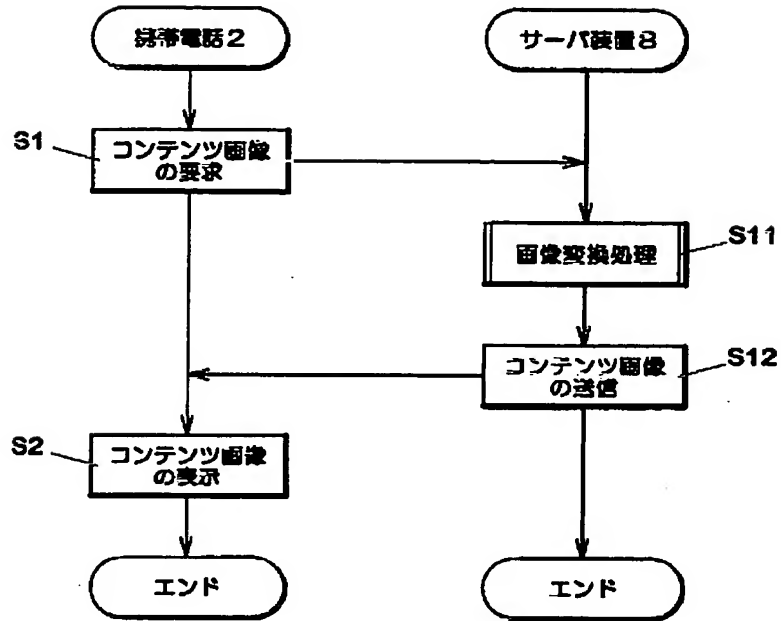 携帯電話2
サーバ装置8
S1
コンテンツ画像
の要求
画像変換処理
S11
コンテンツ画像
の送信
S12
S2
コンテンツ画像
の表示
エンド
エンド